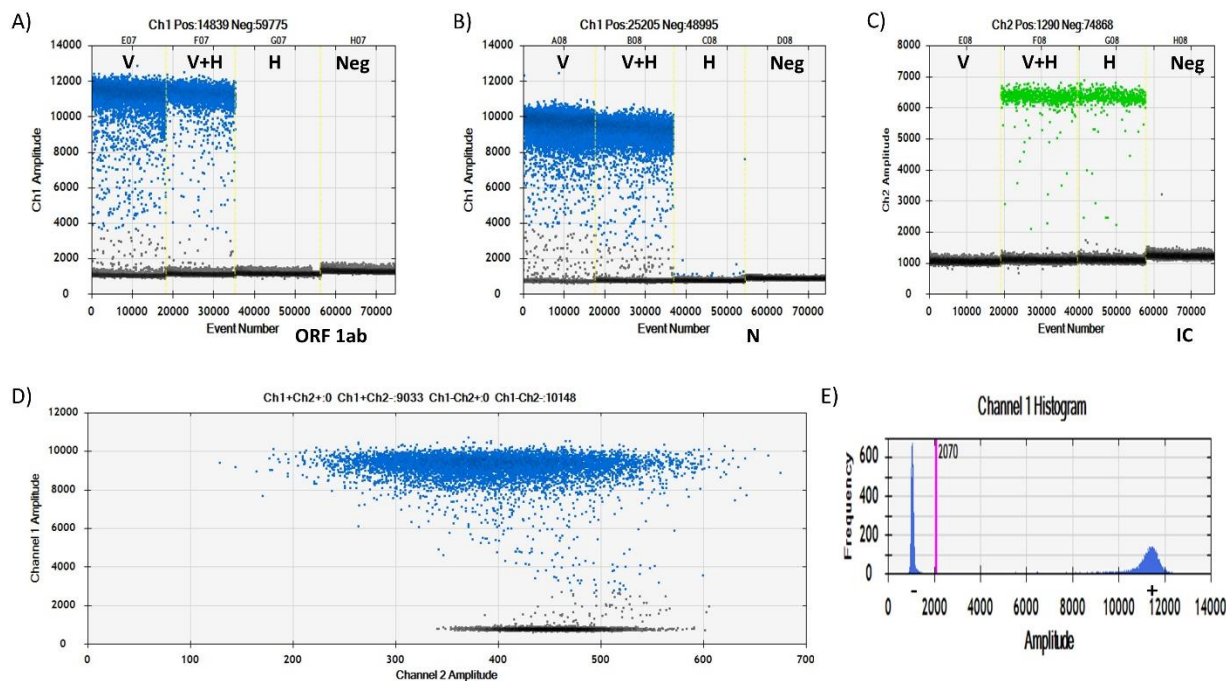 A)
Ch1 Pos:14839 Neg:59775
E07 F07 G07 H07
V V+H H Neg
14000
12000
10000
8000
6000
4000
2000
0
Ch1 Amplitude
0 10000 20000 30000 40000 50000 60000 70000
Event Number
ORF 1ab
B)
Ch1 Pos:25205 Neg:48995
A08 B08 C08 D08
V V+H H Neg
14000
12000
10000
8000
6000
4000
2000
0
Ch1 Amplitude
0 10000 20000 30000 40000 50000 60000 70000
Event Number
N
C)
Ch2 Pos:1290 Neg:74868
E08 F08 G08 H08
V V+H H Neg
8000
7000
6000
5000
4000
3000
2000
1000
0
Ch2 Amplitude
0 10000 20000 30000 40000 50000 60000 70000
Event Number
IC
D)
Ch1+Ch2+:0 Ch1+Ch2-:9033 Ch1-Ch2+:0 Ch1-Ch2-:10148
12000
10000
8000
6000
4000
2000
0
Channel 1 Amplitude
0 100 200 300 400 500 600 700
Channel 2 Amplitude
E)
Channel 1 Histogram
2070
600
400
200
0
Frequency
0 2000 4000 6000 8000 10000 12000 14000
- +
Amplitude